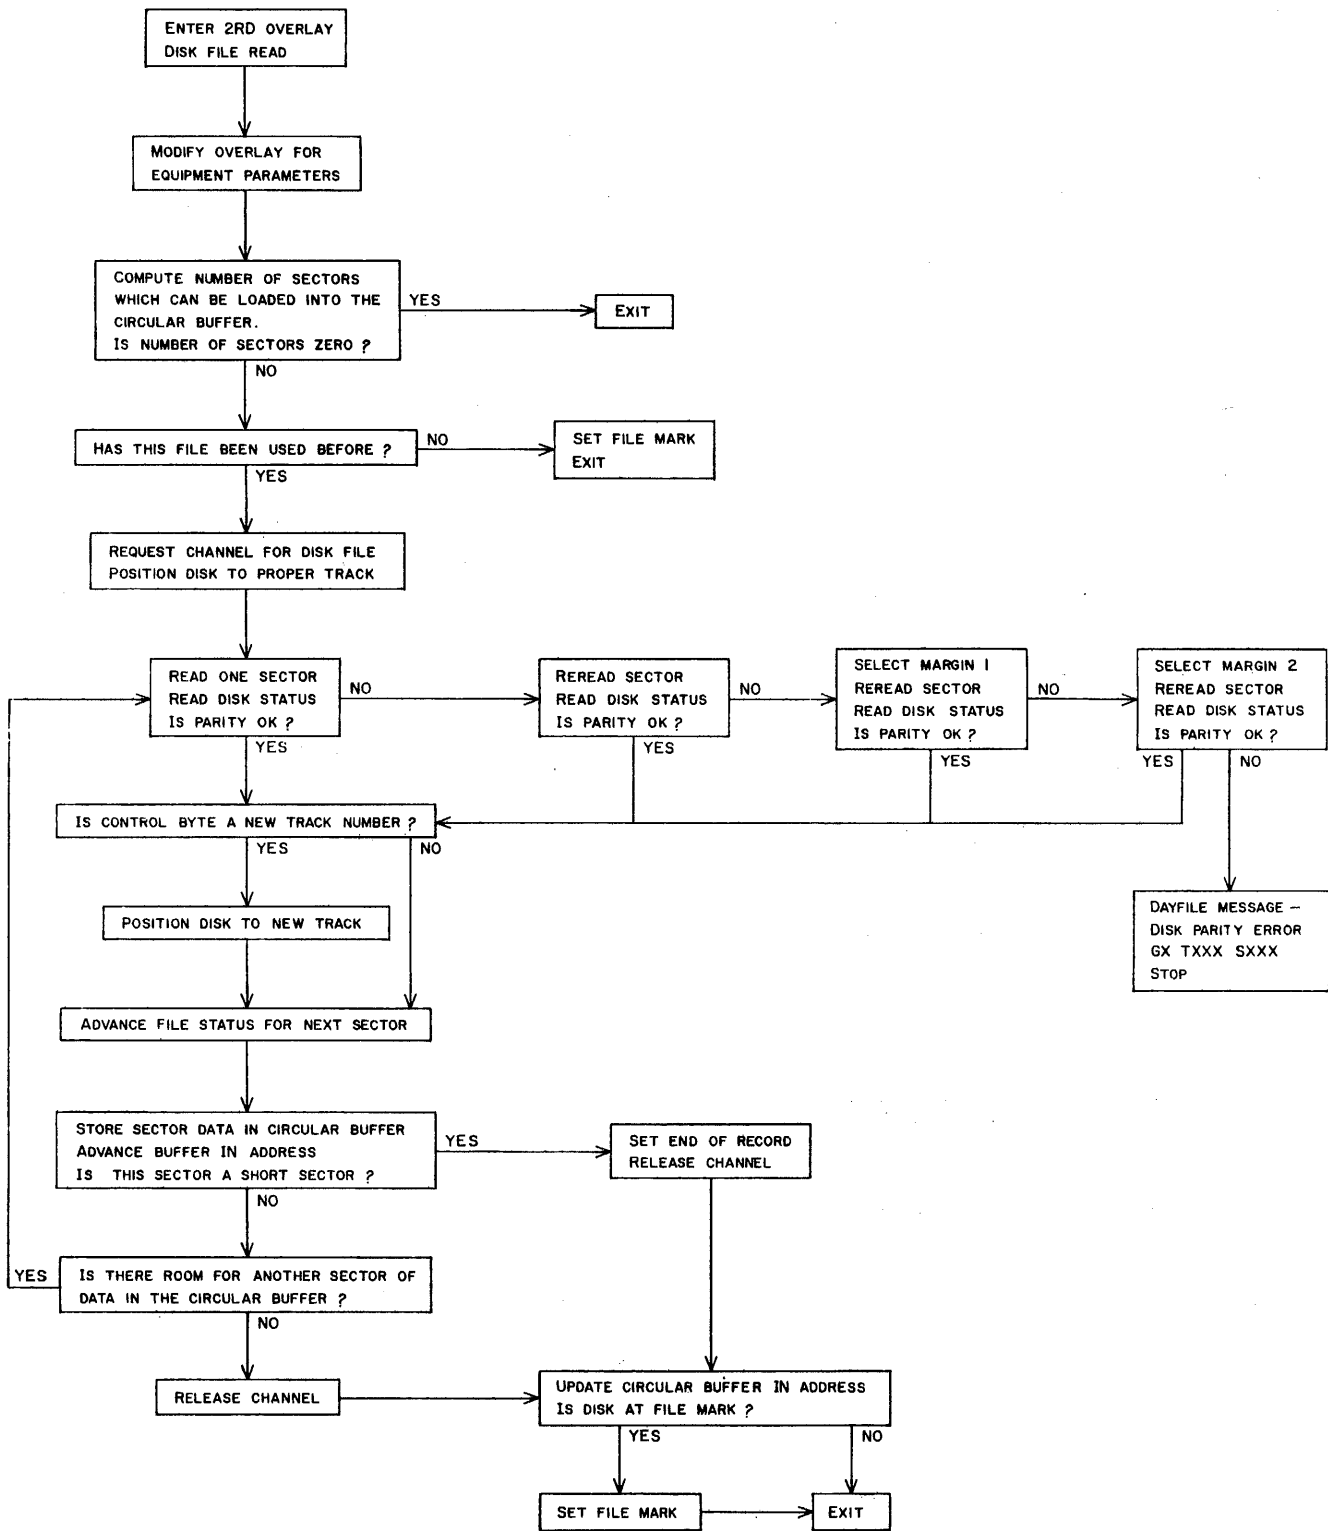 ENTER 2RD OVERLAY
DISK FILE READ
MODIFY OVERLAY FOR
EQUIPMENT PARAMETERS
COMPUTE NUMBER OF SECTORS
WHICH CAN BE LOADED INTO THE
CIRCULAR BUFFER.
IS NUMBER OF SECTORS ZERO ?
YES
EXIT
NO
HAS THIS FILE BEEN USED BEFORE ?
NO
SET FILE MARK
EXIT
YES
REQUEST CHANNEL FOR DISK FILE
POSITION DISK TO PROPER TRACK
READ ONE SECTOR
READ DISK STATUS
IS PARITY OK ?
NO
REREAD SECTOR
READ DISK STATUS
IS PARITY OK ?
NO
SELECT MARGIN 1
REREAD SECTOR
READ DISK STATUS
IS PARITY OK ?
NO
SELECT MARGIN 2
REREAD SECTOR
READ DISK STATUS
IS PARITY OK ?
YES
YES
YES
YES
NO
IS CONTROL BYTE A NEW TRACK NUMBER ?
YES
NO
POSITION DISK TO NEW TRACK
DAYFILE MESSAGE –
DISK PARITY ERROR
GX TXXX SXXX
STOP
ADVANCE FILE STATUS FOR NEXT SECTOR
STORE SECTOR DATA IN CIRCULAR BUFFER
ADVANCE BUFFER IN ADDRESS
IS THIS SECTOR A SHORT SECTOR ?
YES
SET END OF RECORD
RELEASE CHANNEL
NO
YES
IS THERE ROOM FOR ANOTHER SECTOR OF
DATA IN THE CIRCULAR BUFFER ?
NO
RELEASE CHANNEL
UPDATE CIRCULAR BUFFER IN ADDRESS
IS DISK AT FILE MARK ?
YES
NO
SET FILE MARK
EXIT